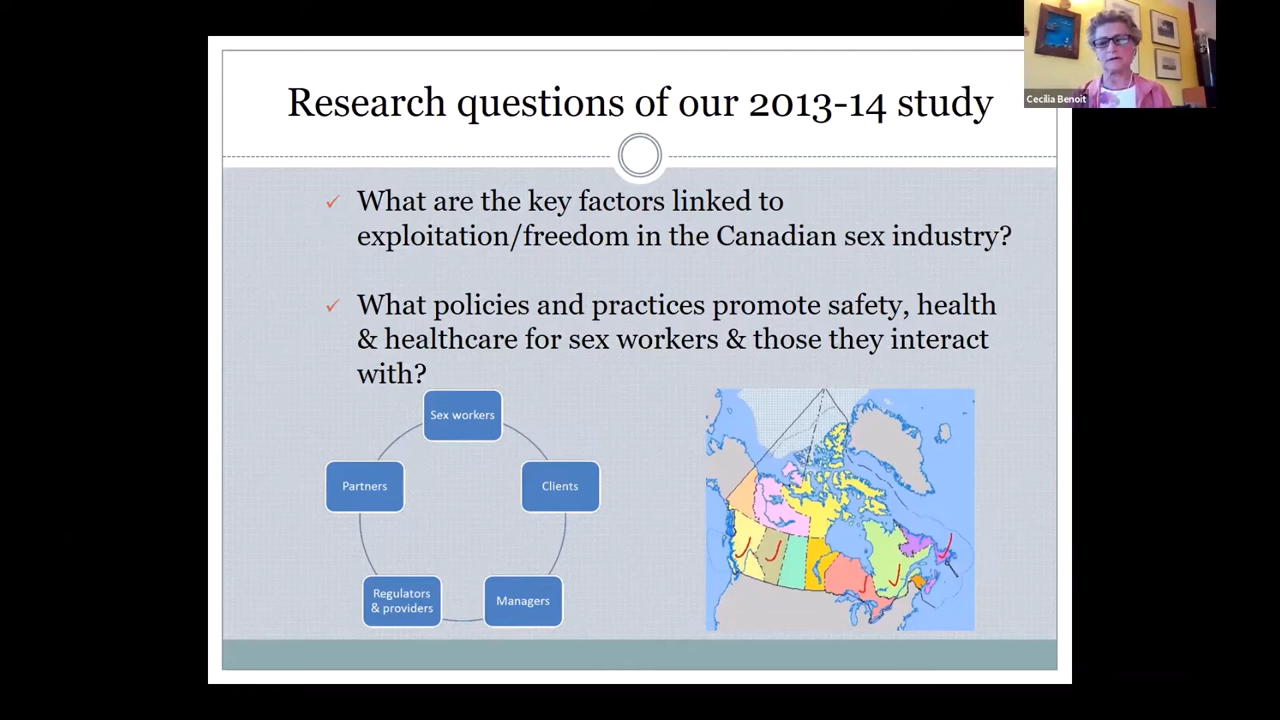 Research questions of our 2013-14 study
Cecilia Benoit
✓ What are the key factors linked to
exploitation/freedom in the Canadian sex industry?
✓ What policies and practices promote safety, health
& healthcare for sex workers & those they interact
with?
Sex workers
Partners
Clients
Regulators
& providers
Managers